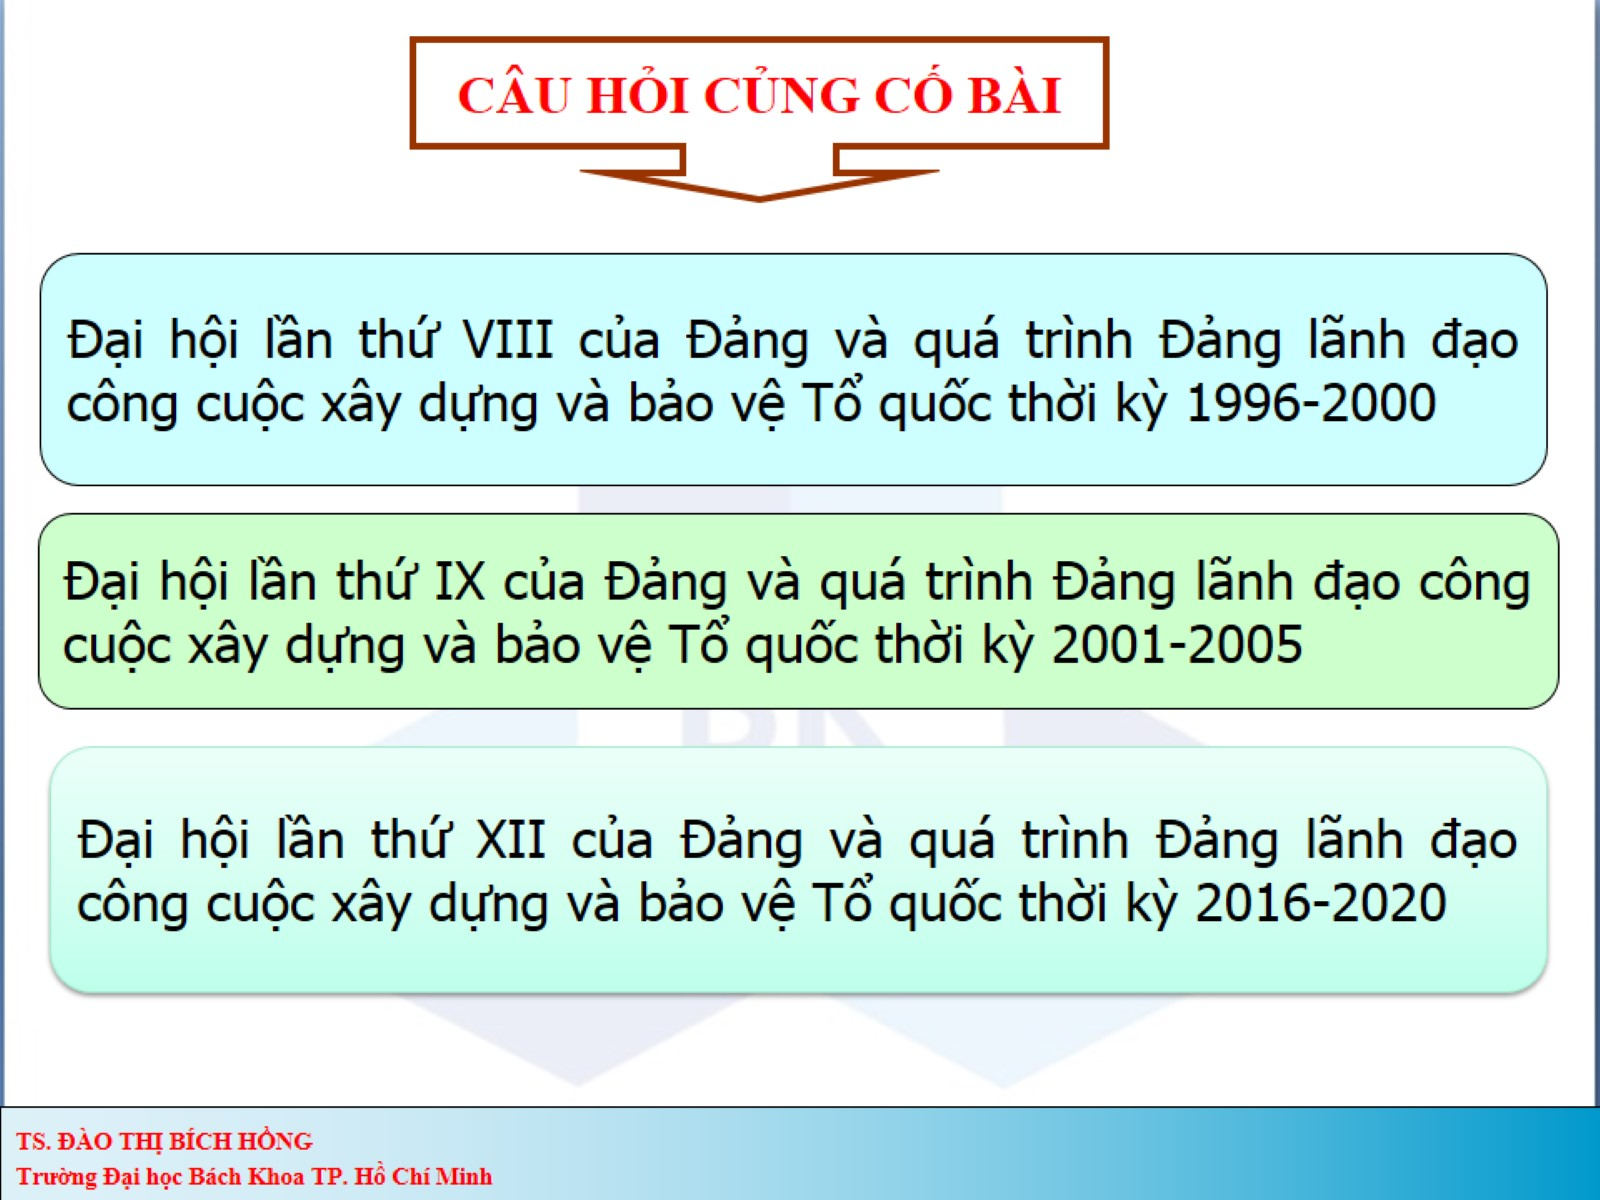 CÂU HỎI CỦNG CỐ BÀI
Đại hội lần thứ VIII của Đảng và quá trình Đảng lãnh đạo
công cuộc xây dựng và bảo vệ Tổ quốc thời kỳ 1996-2000
Đại hội lần thứ IX của Đảng và quá trình Đảng lãnh đạo công
cuộc xây dựng và bảo vệ Tổ quốc thời kỳ 2001-2005
BK
Đại hội lần thứ XII của Đảng và quá trình Đảng lãnh đạo
công cuộc xây dựng và bảo vệ Tổ quốc thời kỳ 2016-2020
TS. ĐÀO THỊ BÍCH HỒNG
Trường Đại học Bách Khoa TP. Hồ Chí Minh